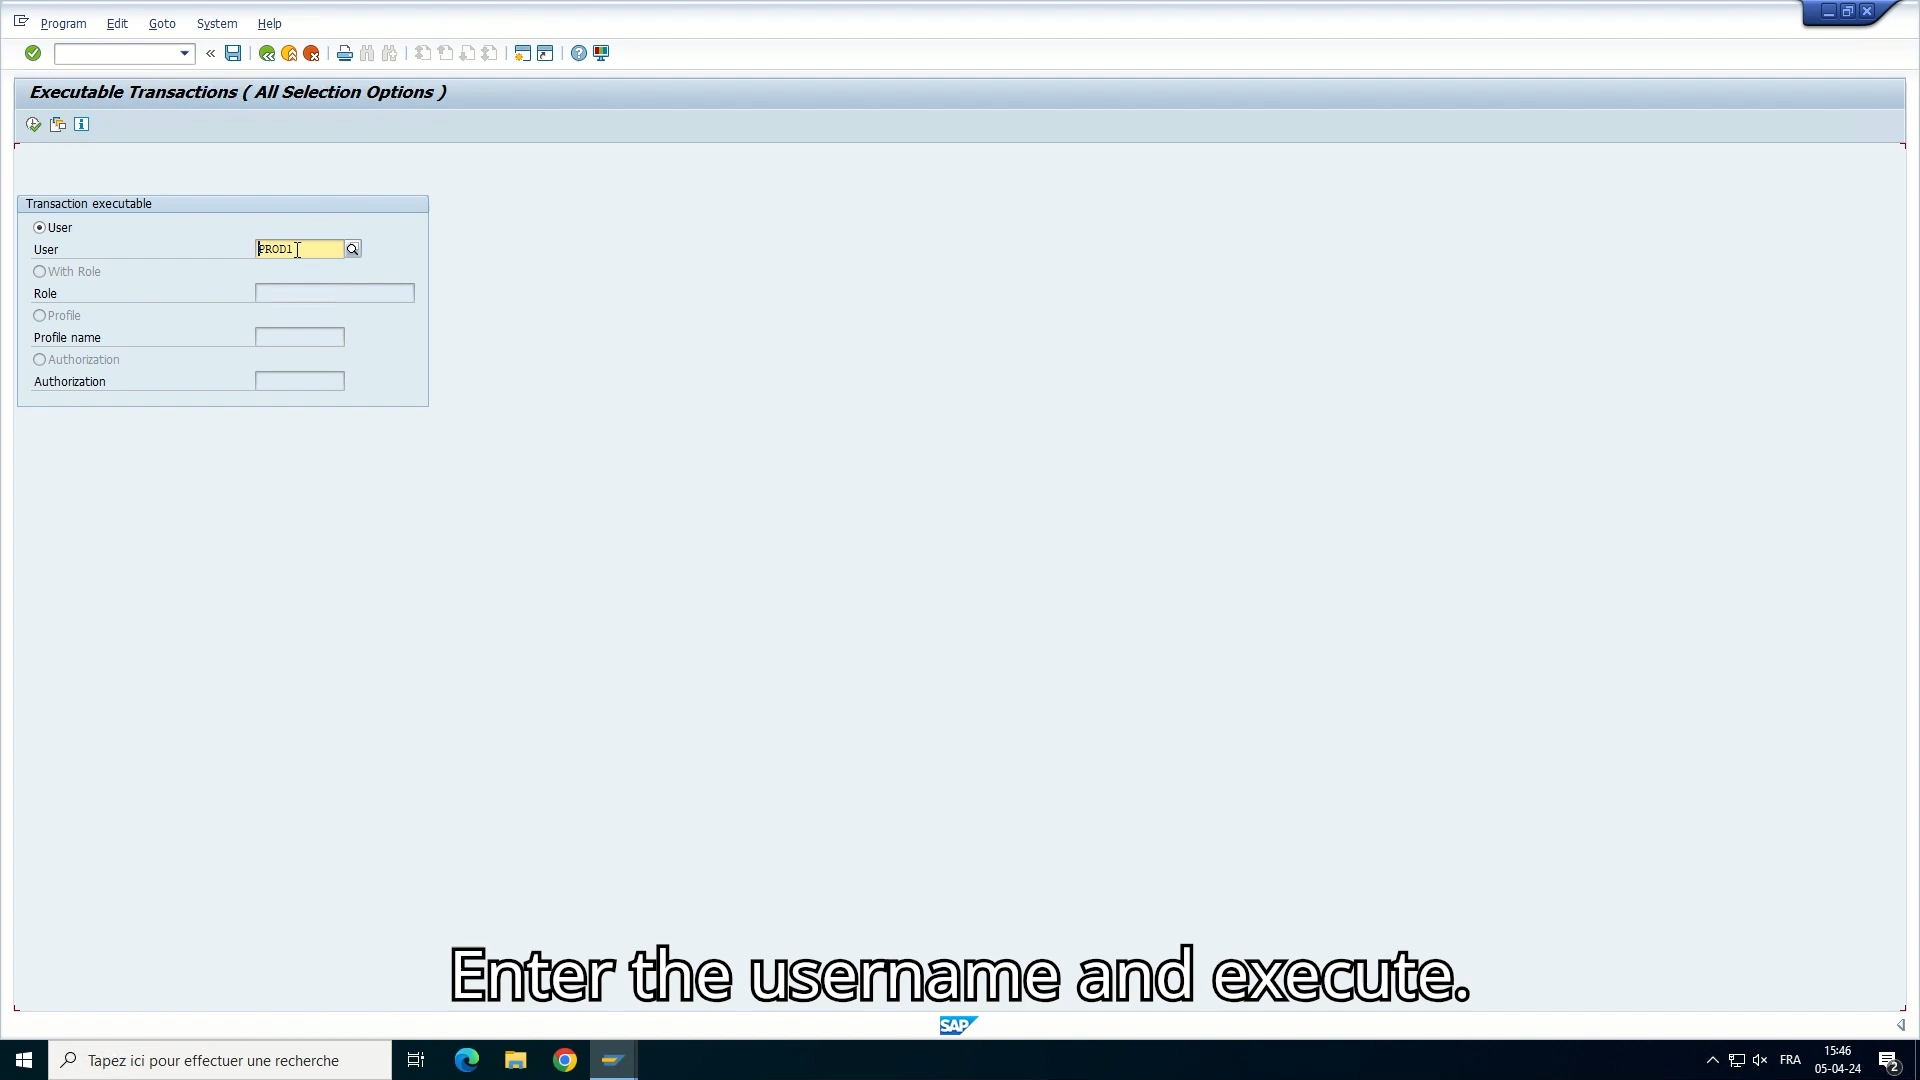 Program Edit Goto System Help
Executable Transactions ( All Selection Options )
Transaction executable
User
User PROD1
With Role
Role
Profile
Profile name
Authorization
Authorization
Enter the username and execute.
SAP
Tapez ici pour effectuer une recherche
FRA
15:46
05-04-24
2